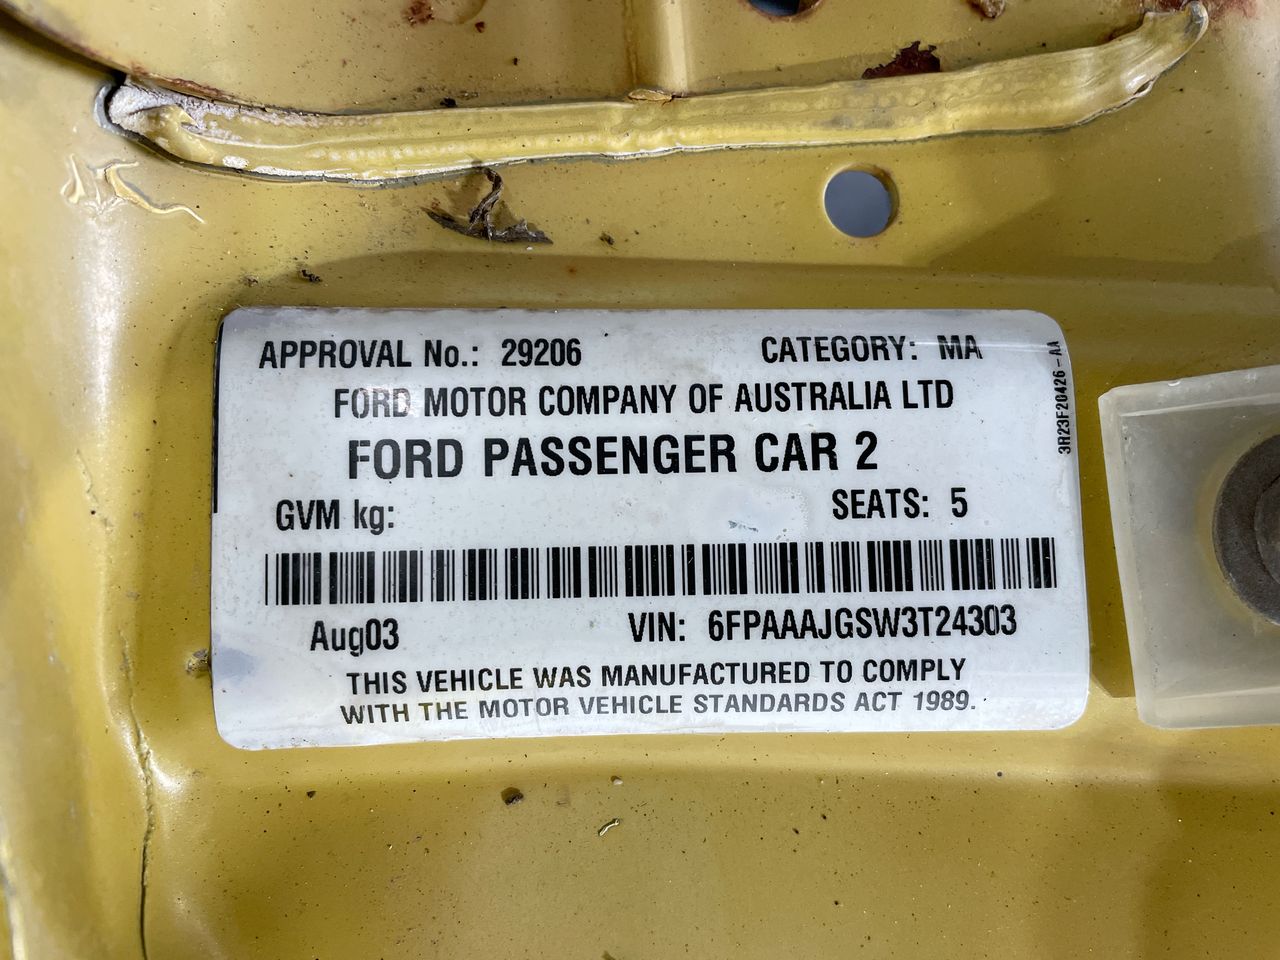 APPROVAL No.: 29206 CATEGORY: MA
FORD MOTOR COMPANY OF AUSTRALIA LTD
FORD PASSENGER CAR 2
GVM kg: SEATS: 5
Aug03 VIN: 6FPAAAJGSW3T24303
THIS VEHICLE WAS MANUFACTURED TO COMPLY
WITH THE MOTOR VEHICLE STANDARDS ACT 1989.
3R23F20426-AA